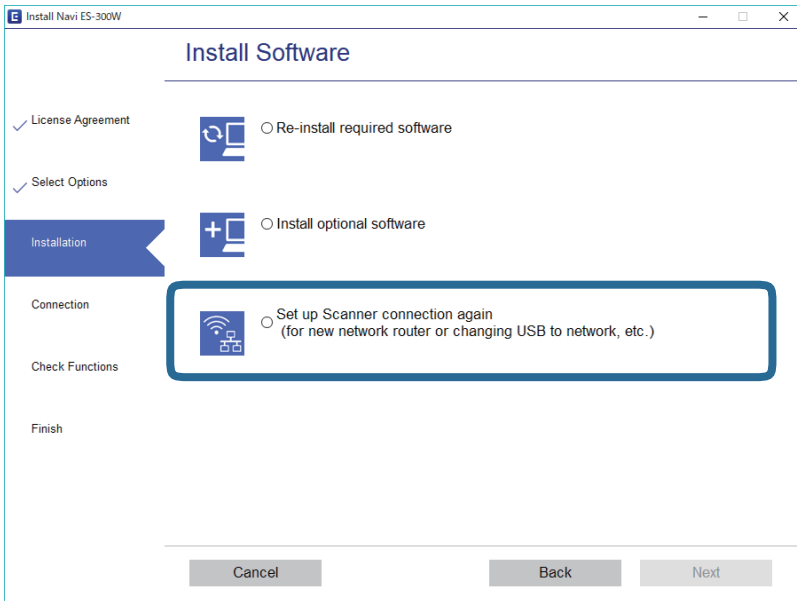 Install Navi ES-300W
Install Software
License Agreement
Select Options
Installation
Connection
Check Functions
Finish
Re-install required software
Install optional software
Set up Scanner connection again
(for new network router or changing USB to network, etc.)
Cancel
Back
Next